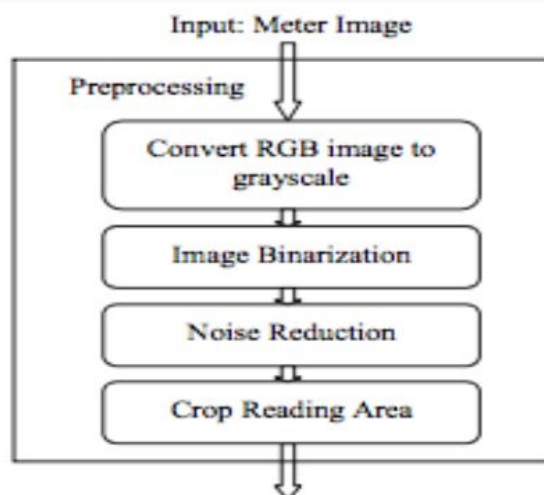 Input: Meter Image
Preprocessing
Convert RGB image to
grayscale
Image Binarization
Noise Reduction
Crop Reading Area